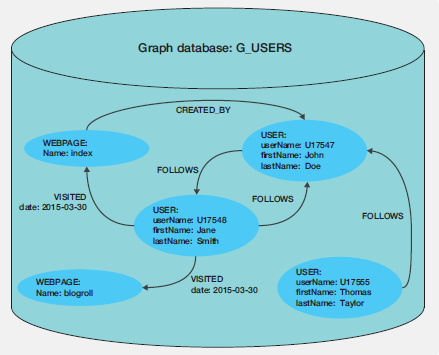 Graph database: G_USERS
CREATED_BY
WEBPAGE:
Name: index
USER:
userName: U17547
firstName: John
lastName: Doe
FOLLOWS
VISITED
date: 2015-03-30
USER:
userName: U17548
firstName: Jane
lastName: Smith
FOLLOWS
FOLLOWS
WEBPAGE:
Name: blogroll
VISITED
date: 2015-03-30
USER:
userName: U17555
firstName: Thomas
lastName: Taylor